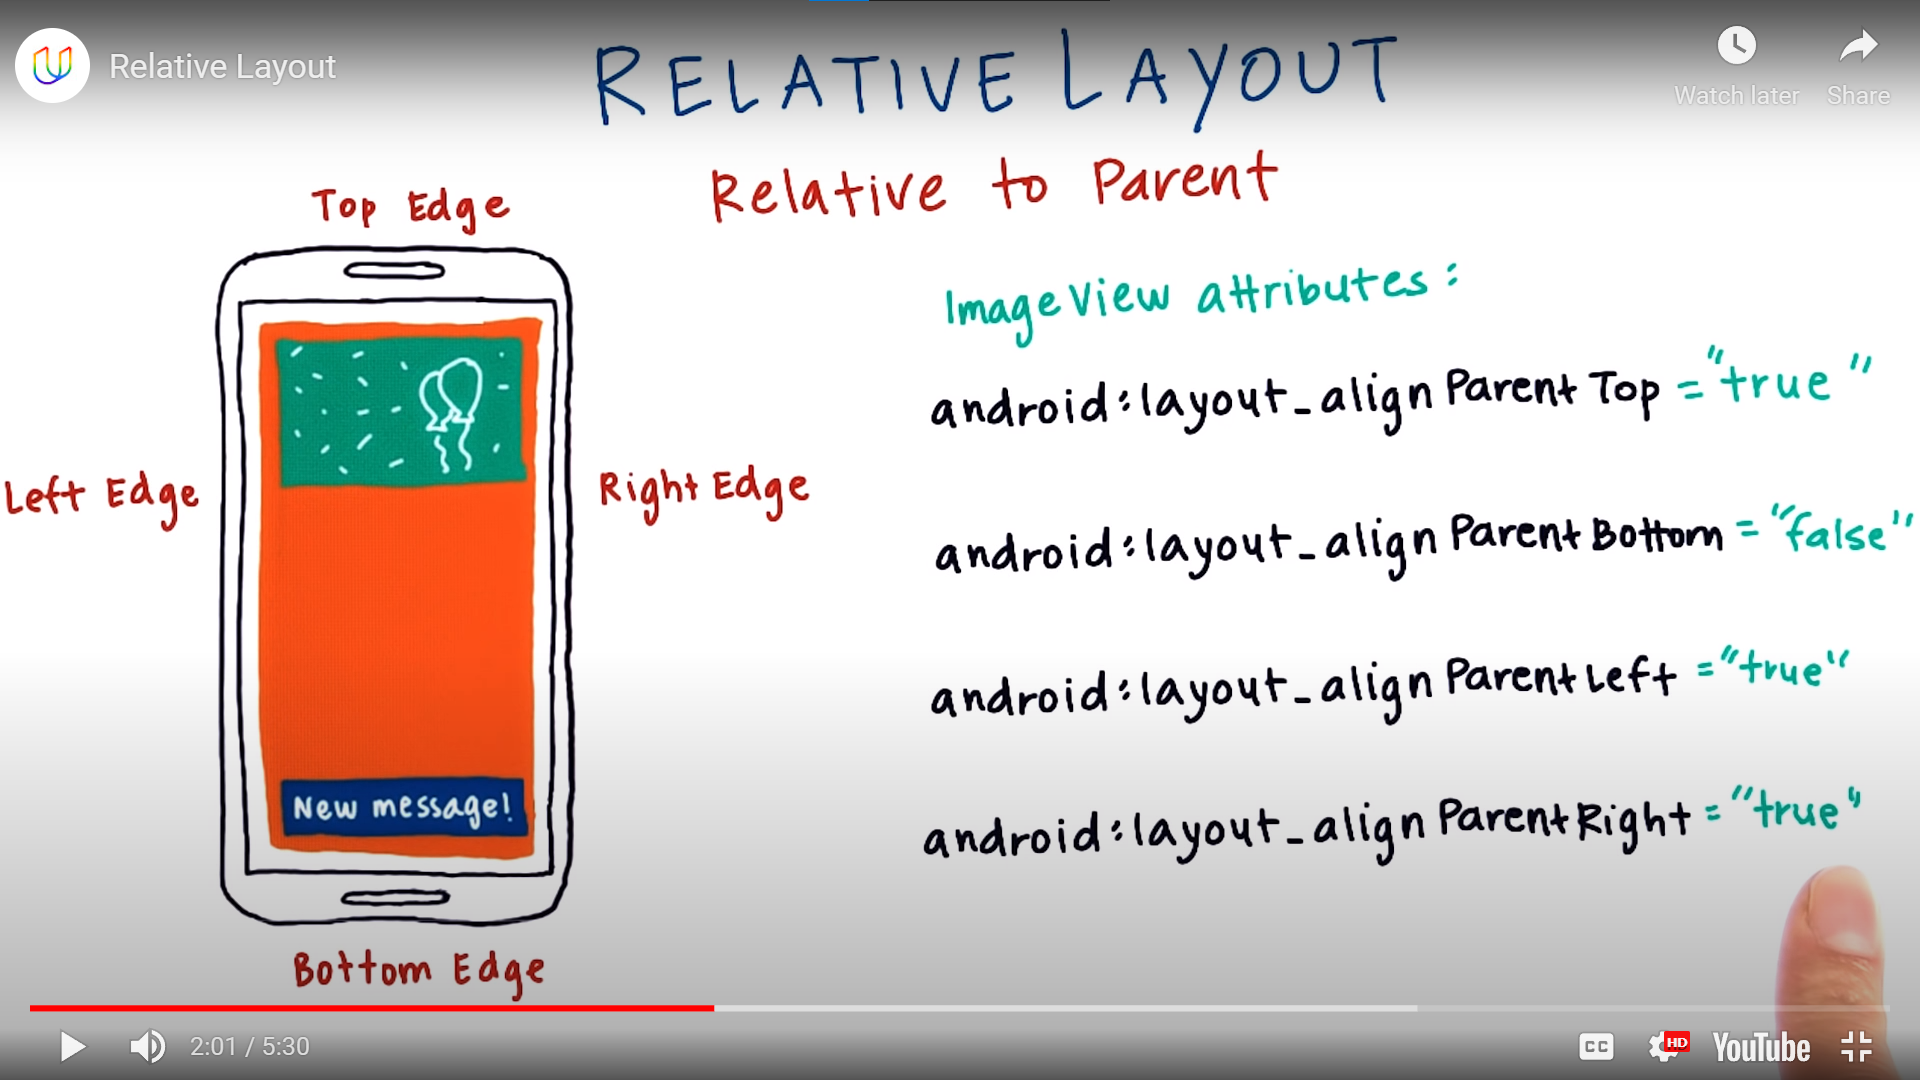 Relative Layout
RELATIVE LAYOUT
Watch later
Share
Relative to Parent
Top Edge
Left Edge
Right Edge
New message!
Bottom Edge
ImageView attributes:
android:layout_alignParentTop="true"
android:layout_alignParentBottom="false"
android:layout_alignParentLeft="true"
android:layout_alignParentRight="true"
2:01 / 5:30
CC
HD
YouTube